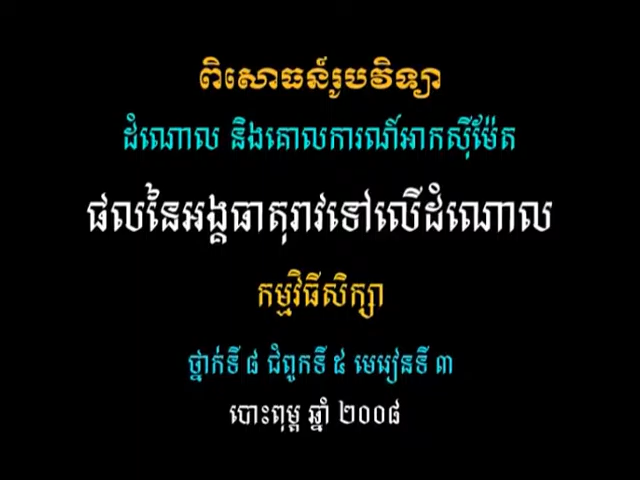 ពិសោធន៍រូបវិទ្យា
ដំណោល និងគោលការណ៍អាកស៊ីម៉ែត
ផលនៃអង្គធាតុរាវទៅលើដំណោល
កម្មវិធីសិក្សា
ថ្នាក់ទី ៨ ជំពូកទី ៥ មេរៀនទី ៣
បោះពុម្ព ឆ្នាំ ២០០៨